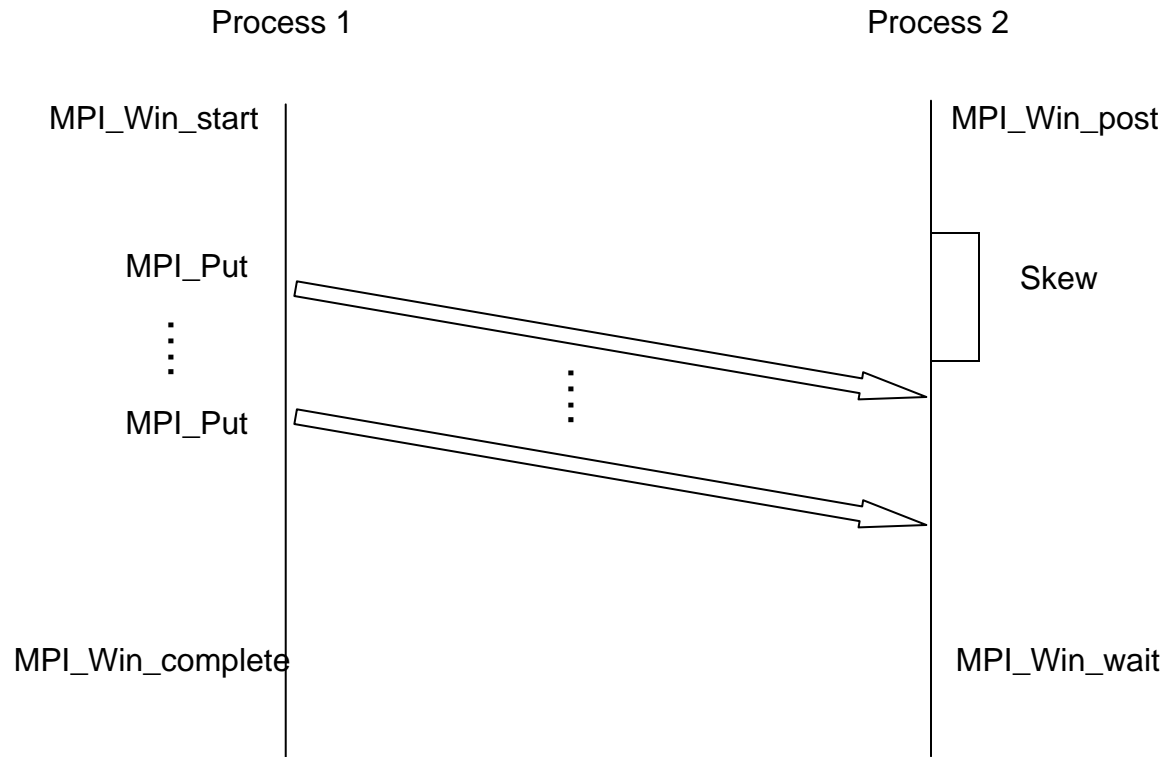 Process 1
Process 2
MPI_Win_start
MPI_Win_post
MPI_Put
Skew
MPI_Put
MPI_Win_complete
MPI_Win_wait